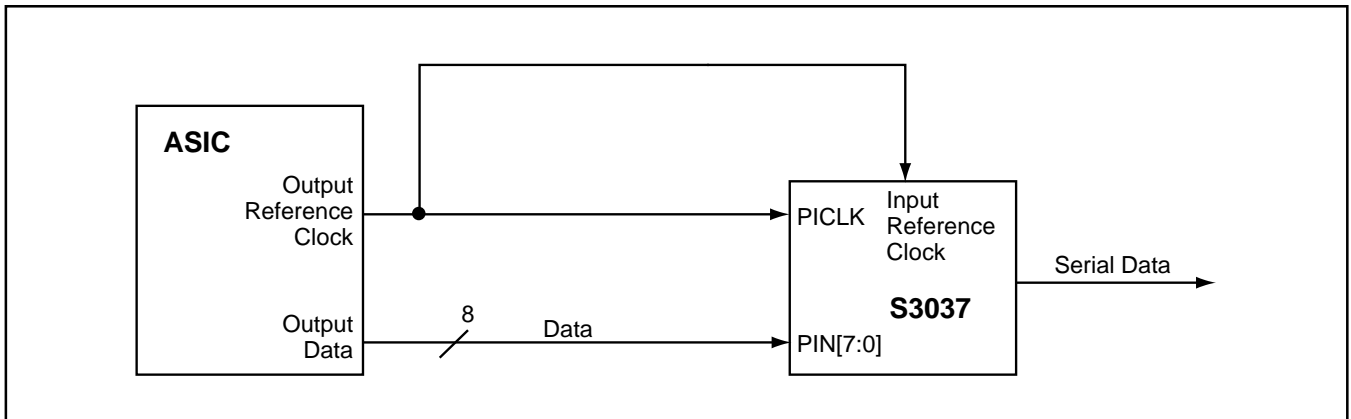 ASIC
Output
Reference
Clock
Output
Data
8
Data
PICLK
Input
Reference
Clock
S3037
PIN[7:0]
Serial Data